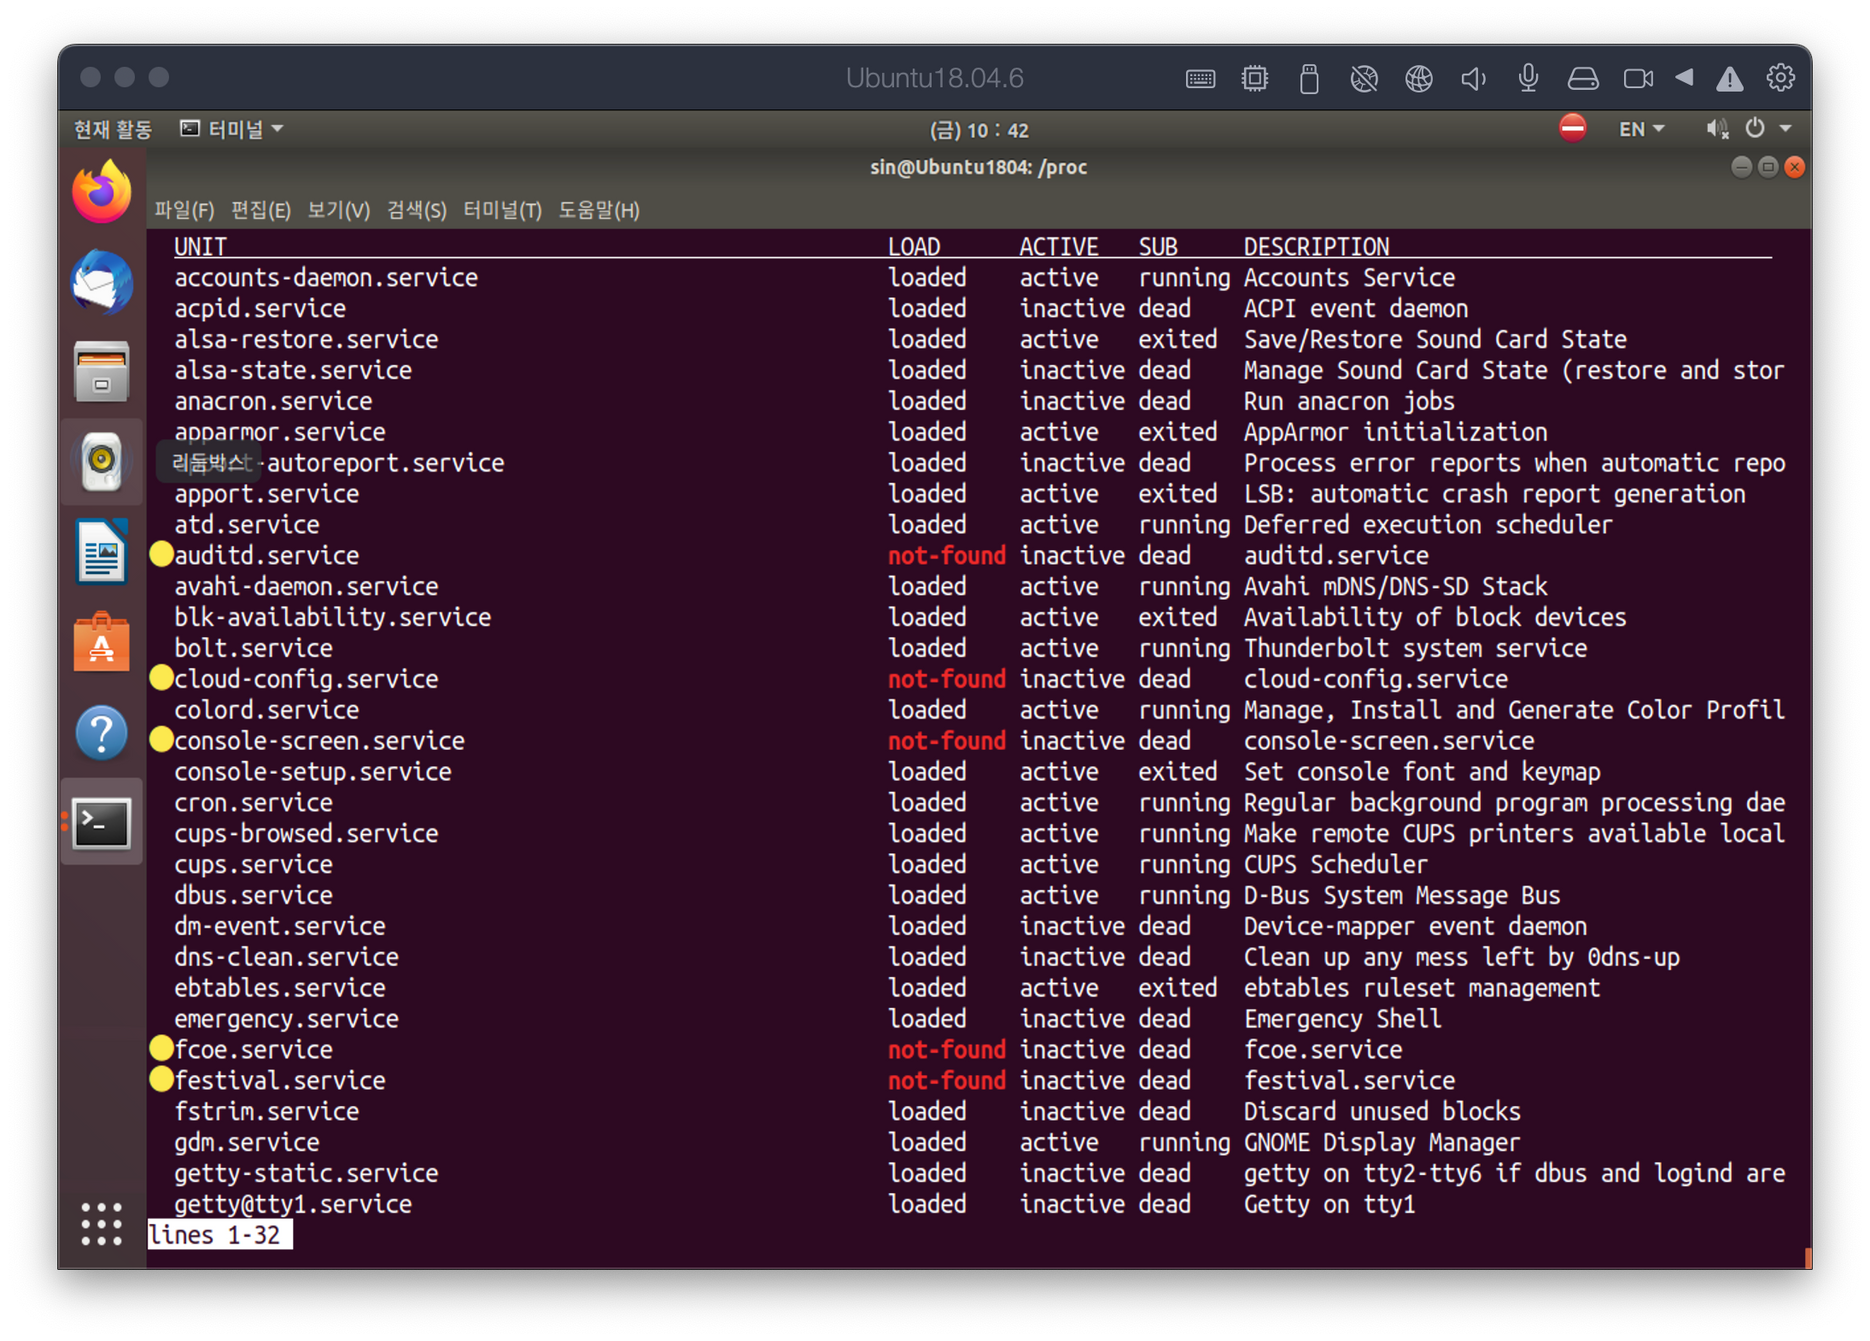 Ubuntu18.04.6
현재 활동 터미널 (금) 10 : 42 EN
sin@Ubuntu1804: /proc
파일(F) 편집(E) 보기(V) 검색(S) 터미널(T) 도움말(H)
UNIT LOAD ACTIVE SUB DESCRIPTION
accounts-daemon.service loaded active running Accounts Service
acpid.service loaded inactive dead ACPI event daemon
alsa-restore.service loaded active exited Save/Restore Sound Card State
alsa-state.service loaded inactive dead Manage Sound Card State (restore and stor
anacron.service loaded inactive dead Run anacron jobs
apparmor.service loaded active exited AppArmor initialization
리듬박스
-autoreport.service loaded inactive dead Process error reports when automatic repo
apport.service loaded active exited LSB: automatic crash report generation
atd.service loaded active running Deferred execution scheduler
auditd.service not-found inactive dead auditd.service
avahi-daemon.service loaded active running Avahi mDNS/DNS-SD Stack
blk-availability.service loaded active exited Availability of block devices
bolt.service loaded active running Thunderbolt system service
cloud-config.service not-found inactive dead cloud-config.service
colord.service loaded active running Manage, Install and Generate Color Profil
console-screen.service not-found inactive dead console-screen.service
console-setup.service loaded active exited Set console font and keymap
cron.service loaded active running Regular background program processing dae
cups-browsed.service loaded active running Make remote CUPS printers available local
cups.service loaded active running CUPS Scheduler
dbus.service loaded active running D-Bus System Message Bus
dm-event.service loaded inactive dead Device-mapper event daemon
dns-clean.service loaded inactive dead Clean up any mess left by 0dns-up
ebtables.service loaded active exited ebtables ruleset management
emergency.service loaded inactive dead Emergency Shell
fcoe.service not-found inactive dead fcoe.service
festival.service not-found inactive dead festival.service
fstrim.service loaded inactive dead Discard unused blocks
gdm.service loaded active running GNOME Display Manager
getty-static.service loaded inactive dead getty on tty2-tty6 if dbus and logind are
getty@tty1.service loaded inactive dead Getty on tty1
lines 1-32